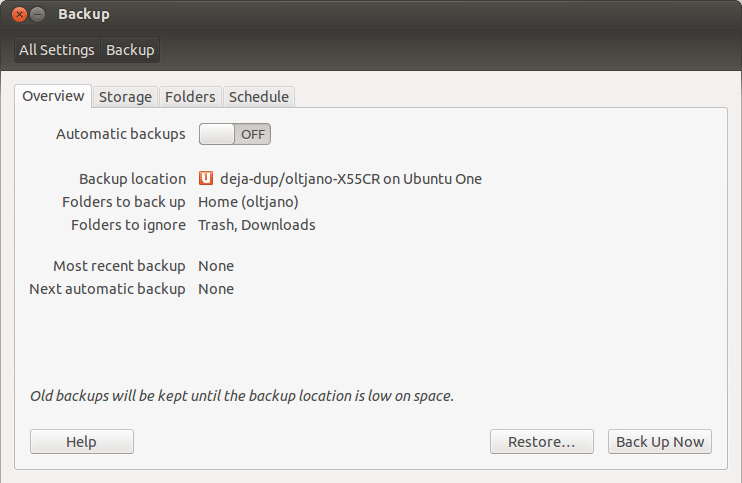 Backup
All Settings Backup
Overview Storage Folders Schedule
Automatic backups OFF
Backup location deja-dup/oltjano-X55CR on Ubuntu One
Folders to back up Home (oltjano)
Folders to ignore Trash, Downloads
Most recent backup None
Next automatic backup None
Old backups will be kept until the backup location is low on space.
Help Restore... Back Up Now